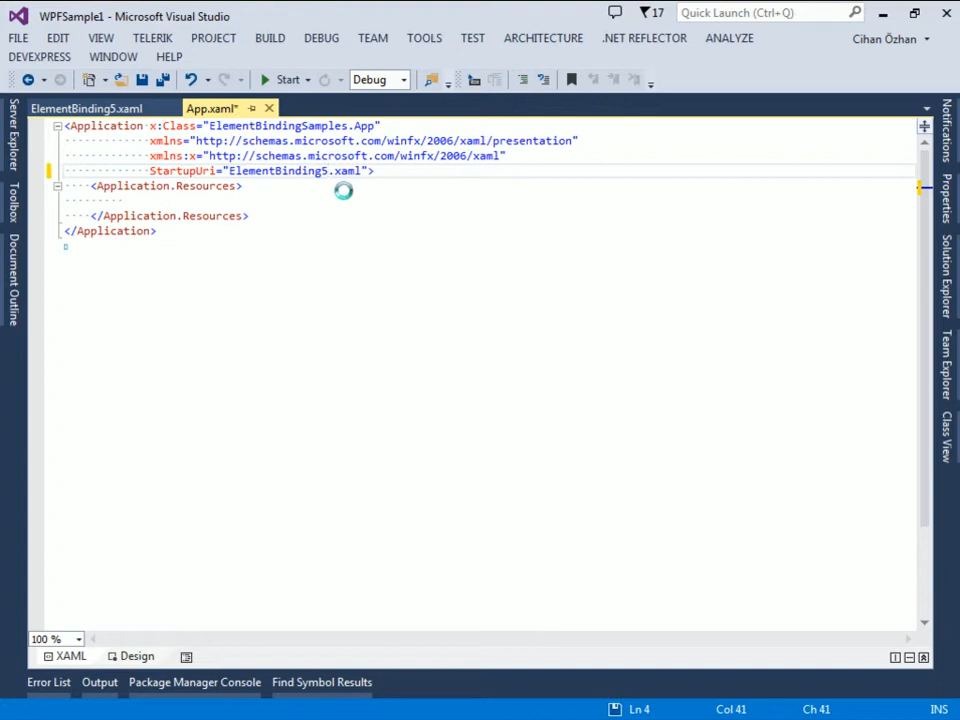 WPFSample1 - Microsoft Visual Studio
17
Quick Launch (Ctrl+Q)
FILE EDIT VIEW TELERIK PROJECT BUILD DEBUG TEAM TOOLS TEST ARCHITECTURE .NET REFLECTOR ANALYZE
Cihan Özhan
DEVEXPRESS WINDOW HELP
Start Debug
ElementBinding5.xaml App.xaml*
<Application x:Class="ElementBindingSamples.App"
xmlns="http://schemas.microsoft.com/winfx/2006/xaml/presentation"
xmlns:x="http://schemas.microsoft.com/winfx/2006/xaml"
StartupUri="ElementBinding5.xaml">
<Application.Resources>
</Application.Resources>
</Application>
Server Explorer
Toolbox
Document Outline
Notifications
Properties
Solution Explorer
Team Explorer
Class View
100 %
XAML Design
Error List Output Package Manager Console Find Symbol Results
Ln 4 Col 41 Ch 41 INS